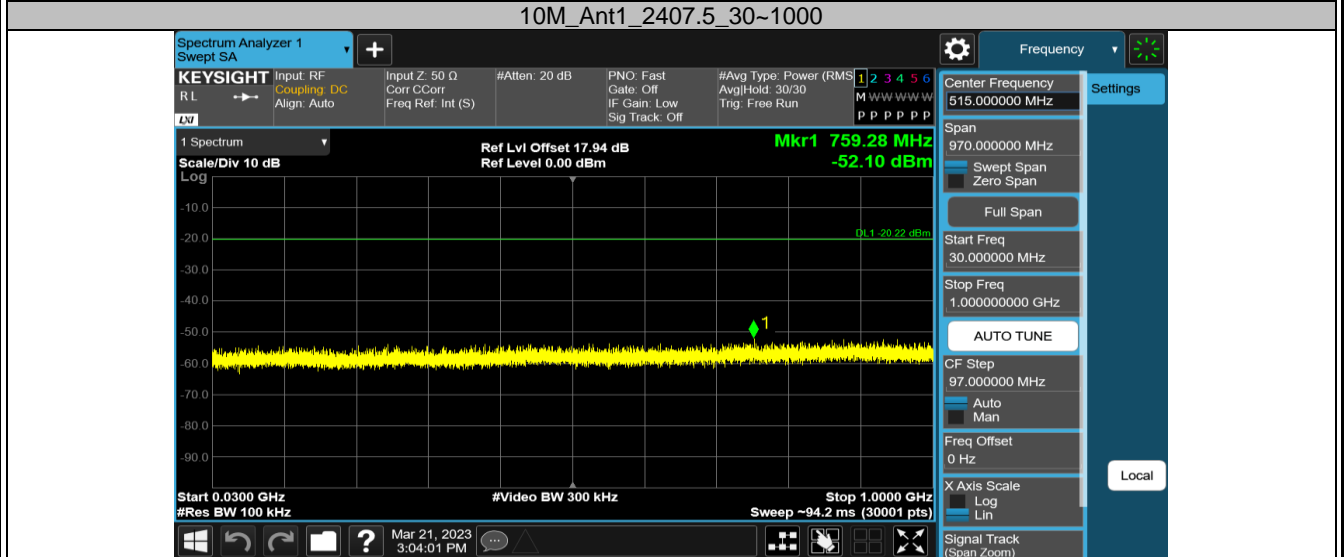 10M_Ant1_2407.5_30~1000
Spectrum Analyzer 1
Swept SA
Frequency
KEYSIGHT
RL
LXI
Input: RF
Coupling: DC
Align: Auto
Input Z: 50 Ω
Corr CCorr
Freq Ref: Int (S)
#Atten: 20 dB
PNO: Fast
Gate: Off
IF Gain: Low
Sig Track: Off
#Avg Type: Power (RMS
Avg|Hold: 30/30
Trig: Free Run
1 2 3 4 5 6
M W W W W W
P P P P P P
1 Spectrum
Scale/Div 10 dB
Log
Ref Lvl Offset 17.94 dB
Ref Level 0.00 dBm
Mkr1 759.28 MHz
-52.10 dBm
-10.0
-20.0
DL1 -20.22 dBm
-30.0
-40.0
-50.0
1
-60.0
-70.0
-80.0
-90.0
Start 0.0300 GHz
#Video BW 300 kHz
Stop 1.0000 GHz
#Res BW 100 kHz
Sweep ~94.2 ms (30001 pts)
Center Frequency
515.000000 MHz
Settings
Span
970.000000 MHz
Swept Span
Zero Span
Full Span
Start Freq
30.000000 MHz
Stop Freq
1.000000000 GHz
AUTO TUNE
CF Step
97.000000 MHz
Auto
Man
Freq Offset
0 Hz
X Axis Scale
Log
Lin
Local
Signal Track
(Span Zoom)
?
Mar 21, 2023
3:04:01 PM